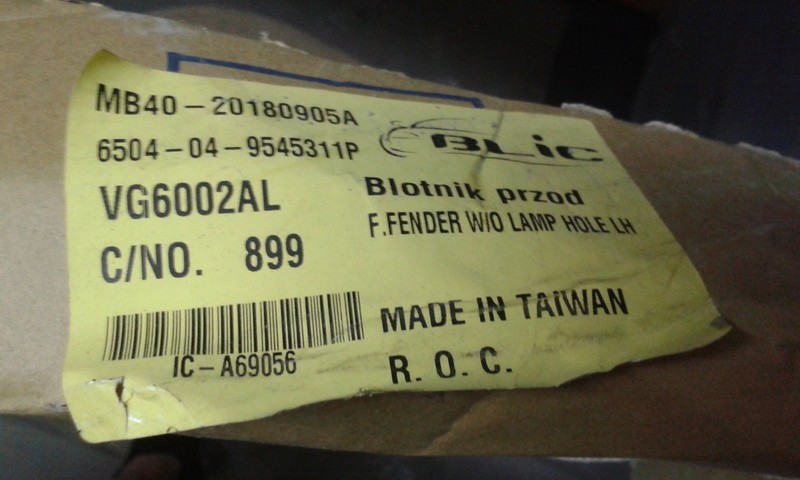 MB40-20180905A
6504-04-9545311P
VG6002AL
C/NO. 899
IC-A69056
BLiC
Blotnik przod
F.FENDER W/O LAMP HOLE LH
MADE IN TAIWAN
R. O. C.